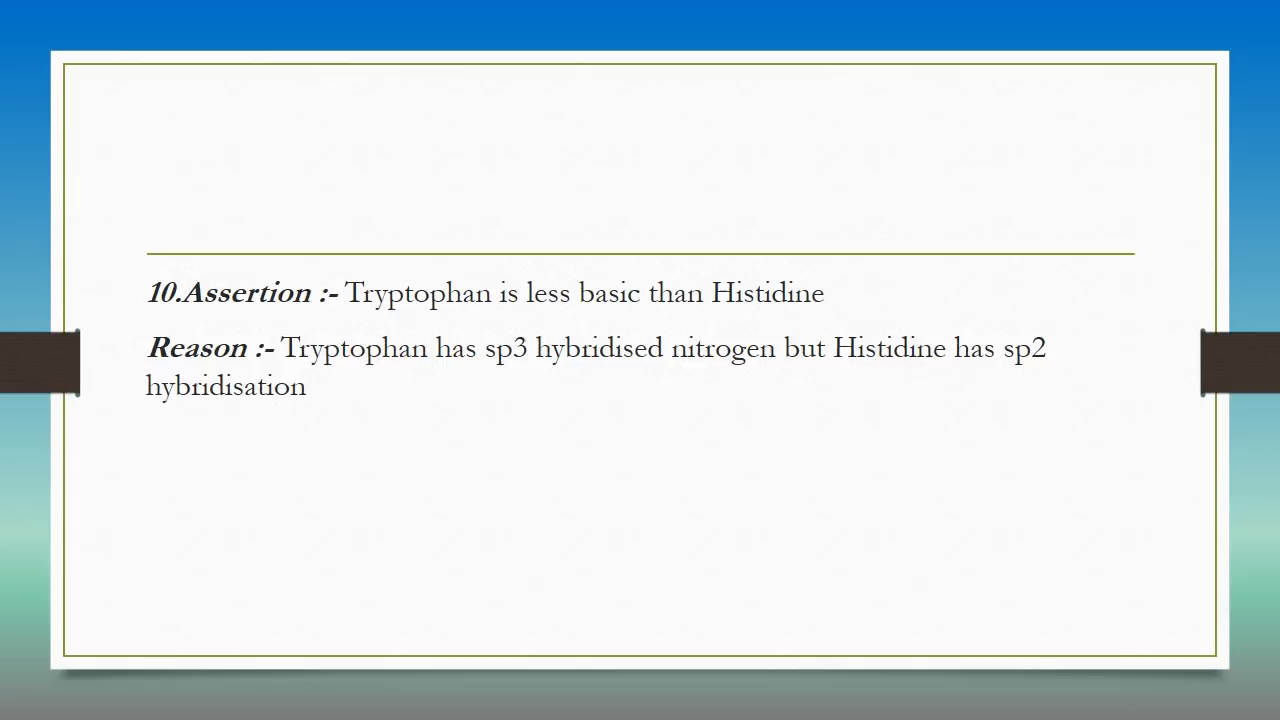 10.Assertion :- Tryptophan is less basic than Histidine
Reason :- Tryptophan has sp3 hybridised nitrogen but Histidine has sp2
hybridisation